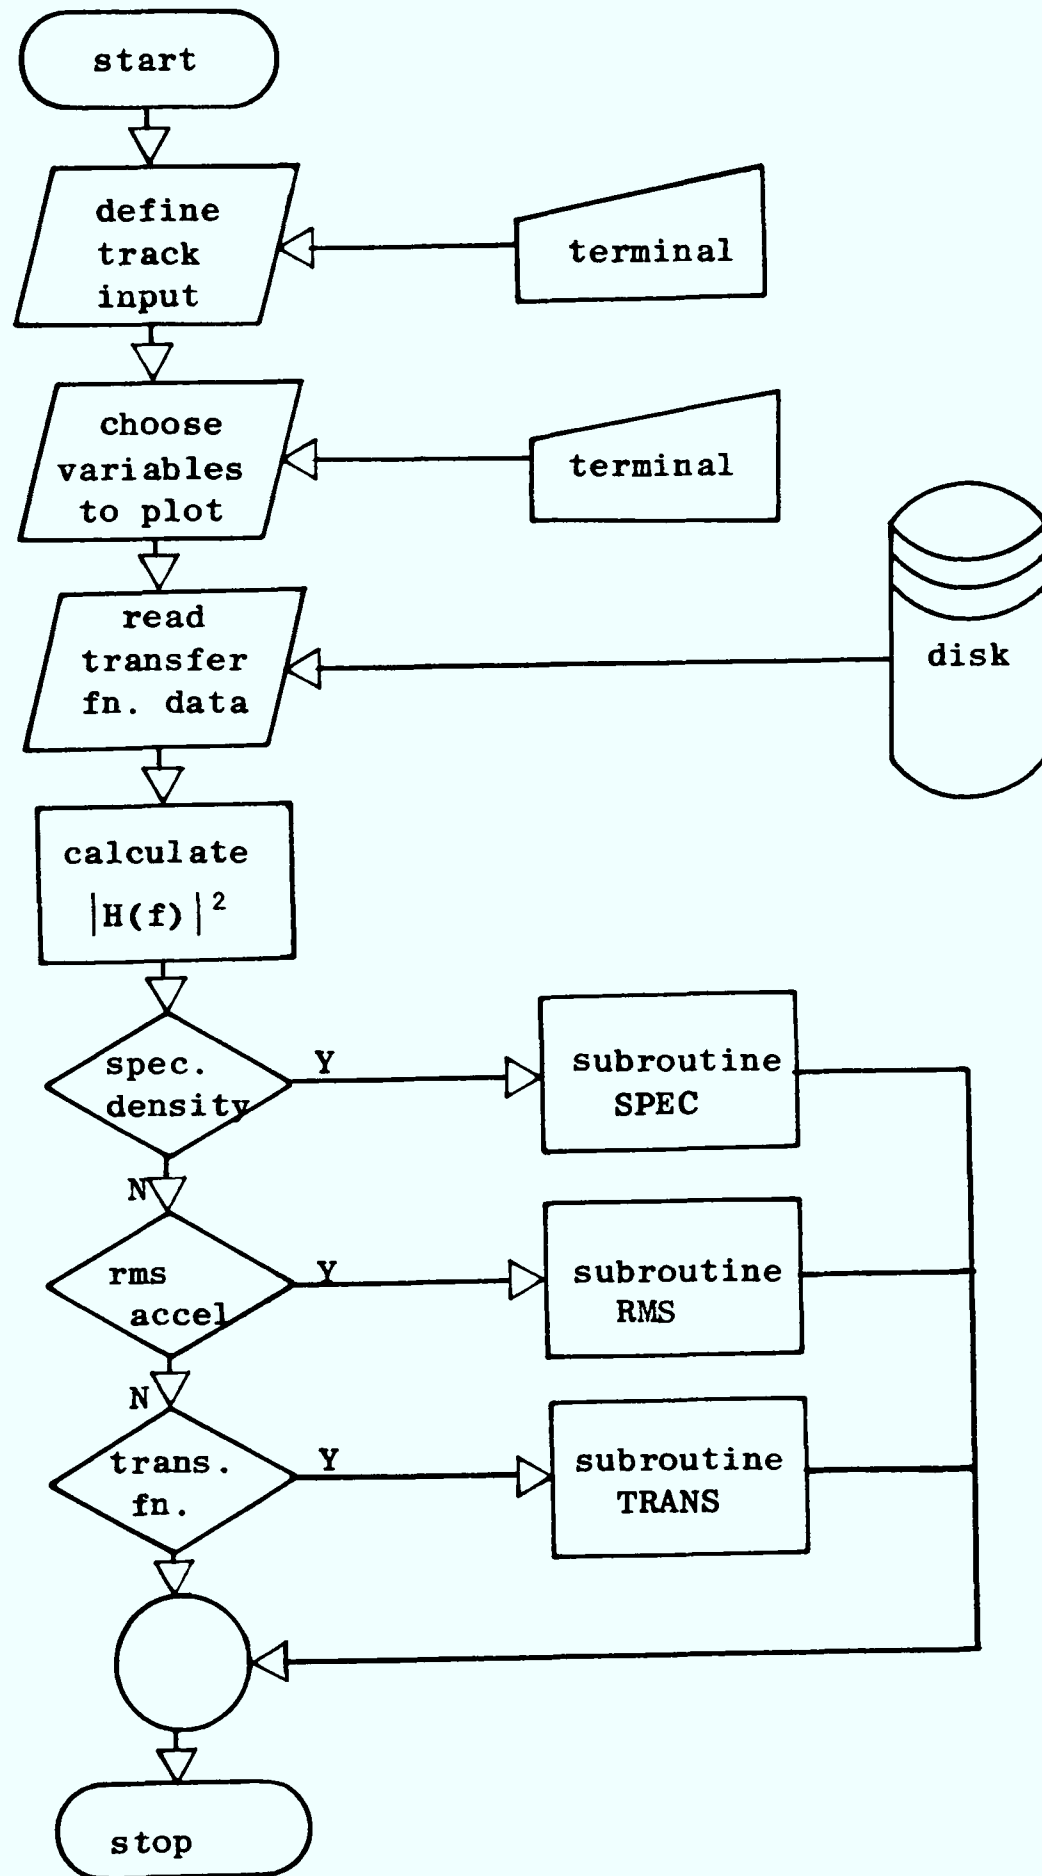 start
define
track
input
terminal
choose
variables
to plot
terminal
read
transfer
fn. data
disk
calculate
|H(f)|²
spec.
density
Y
subroutine
SPEC
N
rms
accel
Y
subroutine
RMS
N
trans.
fn.
Y
subroutine
TRANS
stop